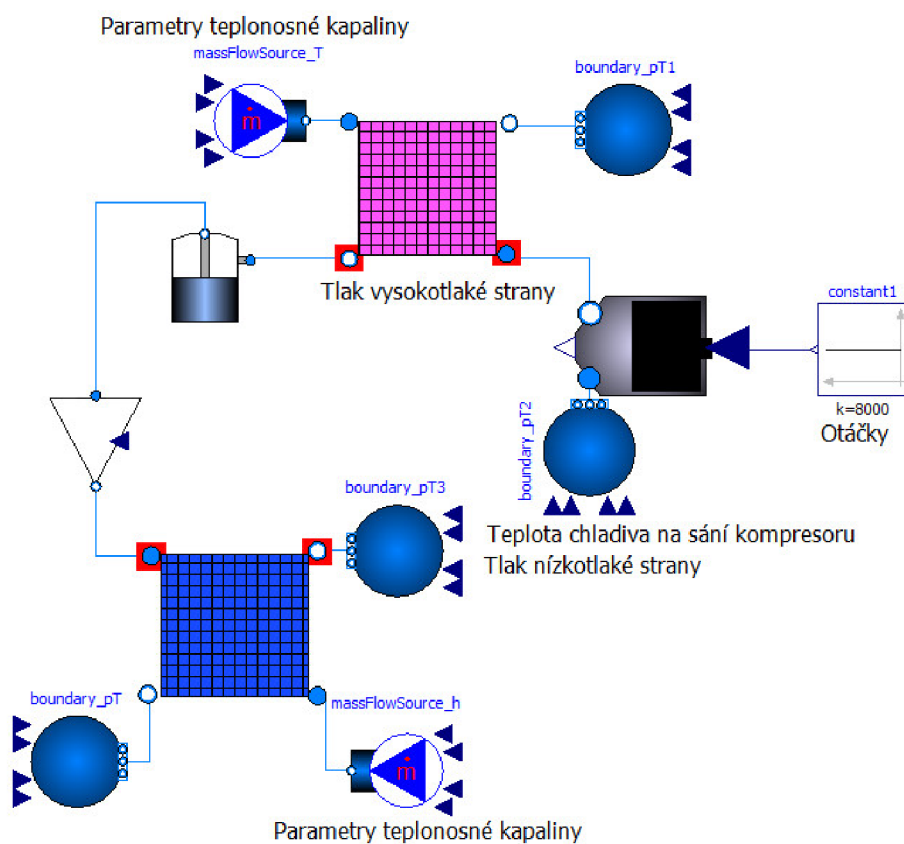 Parametry teplonosné kapaliny
massFlowSource_T
boundary_pT1
ṁ
Tlak vysokotlaké strany
constant1
k=8000
Otáčky
boundary_pT2
boundary_pT3
Teplota chladiva na sání kompresoru
Tlak nízkotlaké strany
boundary_pT
massFlowSource_h
ṁ
Parametry teplonosné kapaliny